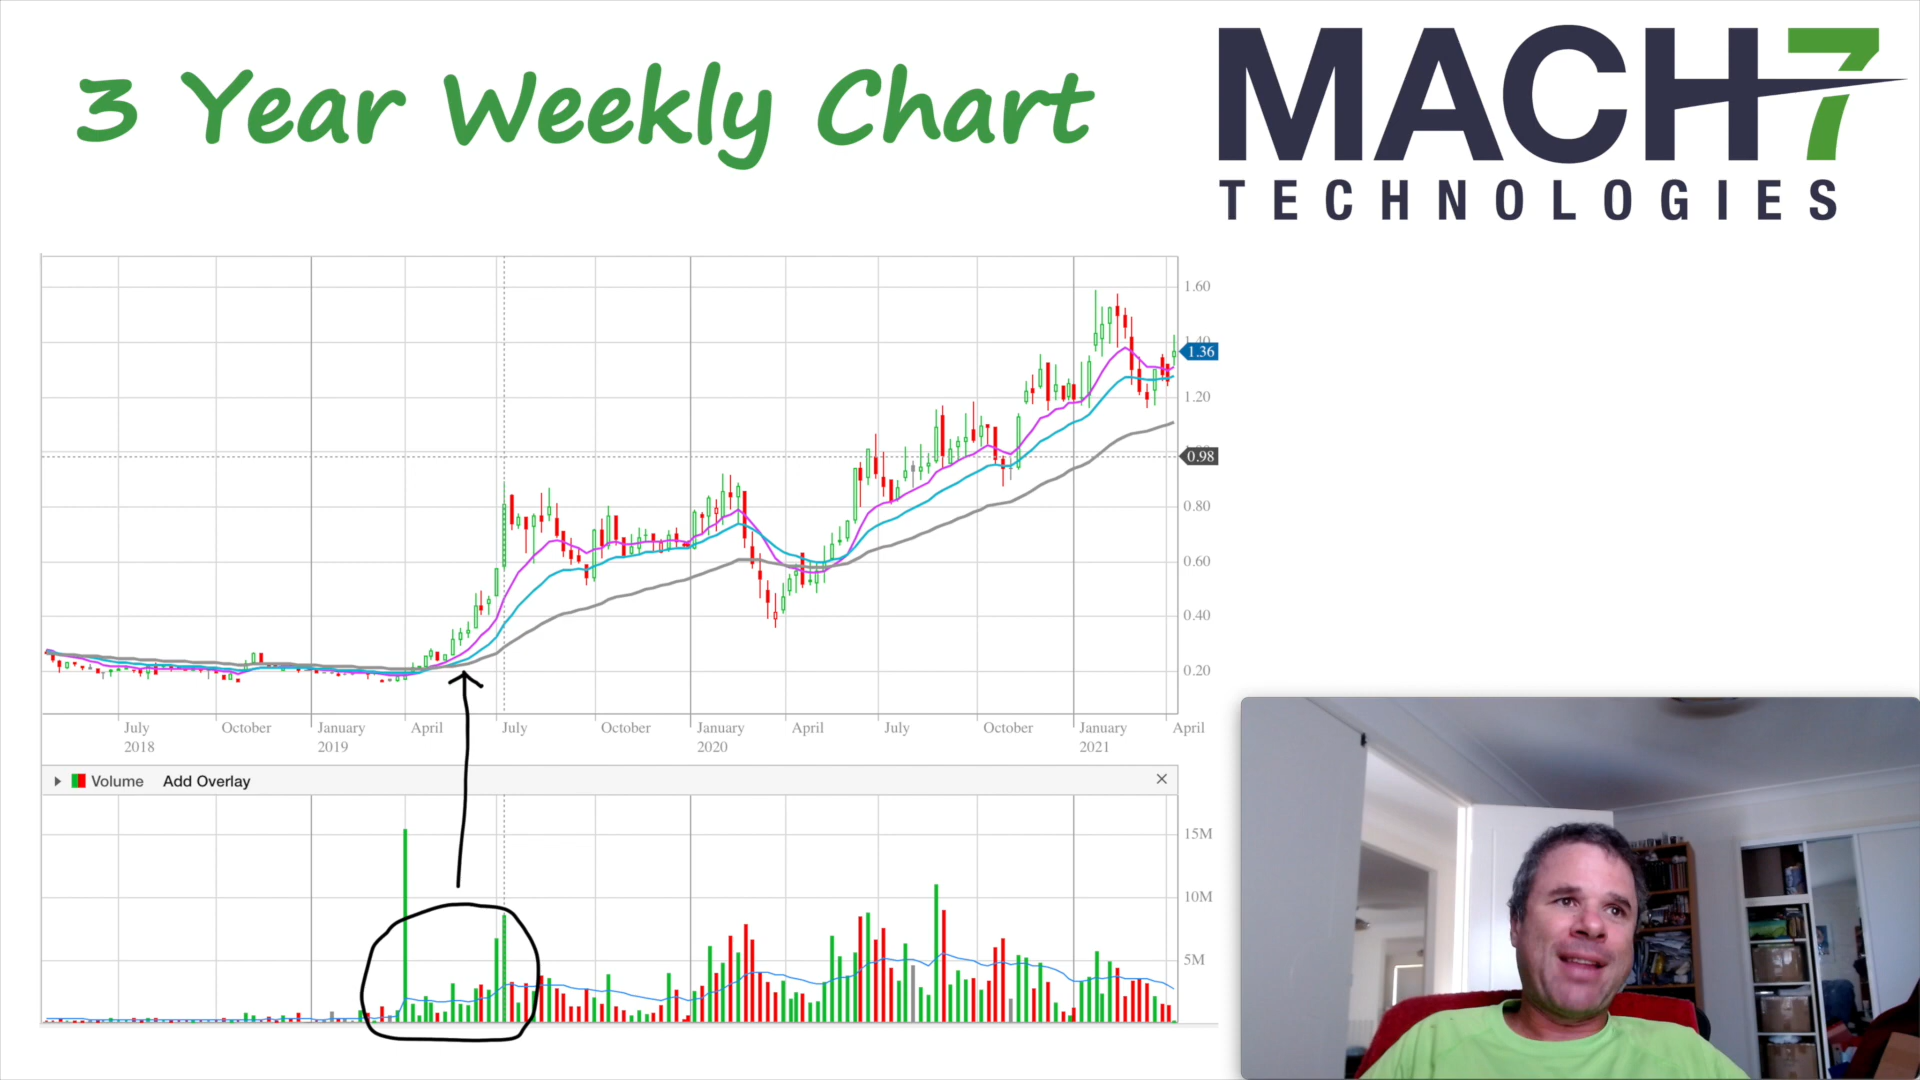 3 Year Weekly Chart
MACH7
TECHNOLOGIES
1.60
1.40
1.36
1.20
0.98
0.80
0.60
0.40
0.20
July October January April July October January April July October January April
2018 2019 2020 2021
Volume Add Overlay
15M
10M
5M